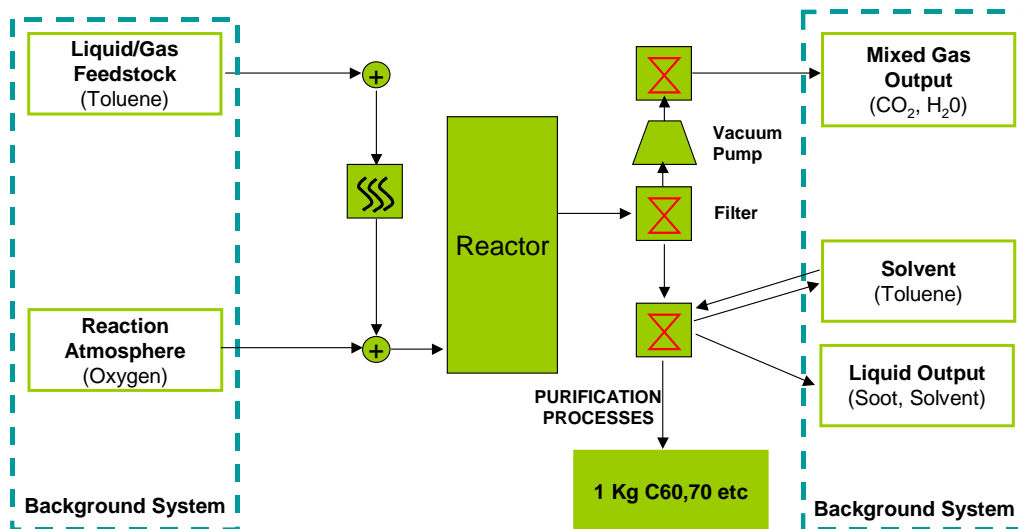 Liquid/Gas
Feedstock
(Toluene)
+
Mixed Gas
Output
(CO₂, H₂0)
Vacuum
Pump
Filter
Reactor
Solvent
(Toluene)
Reaction
Atmosphere
(Oxygen)
+
Liquid Output
(Soot, Solvent)
PURIFICATION
PROCESSES
1 Kg C60,70 etc
Background System
Background System